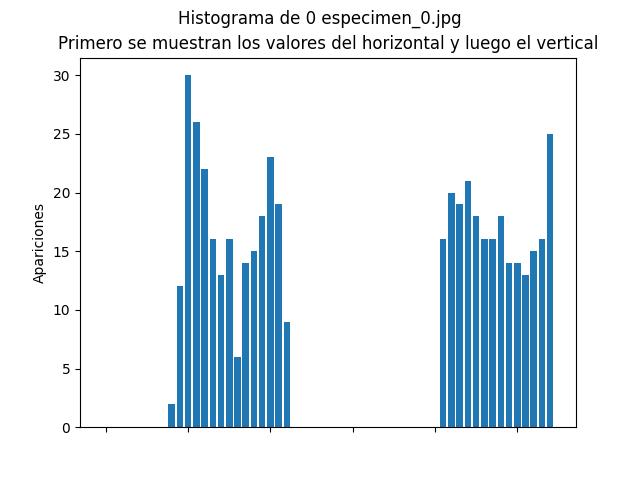 Histograma de 0 especimen_0.jpg
Primero se muestran los valores del horizontal y luego el vertical
30
25
20
15
10
5
0
Apariciones